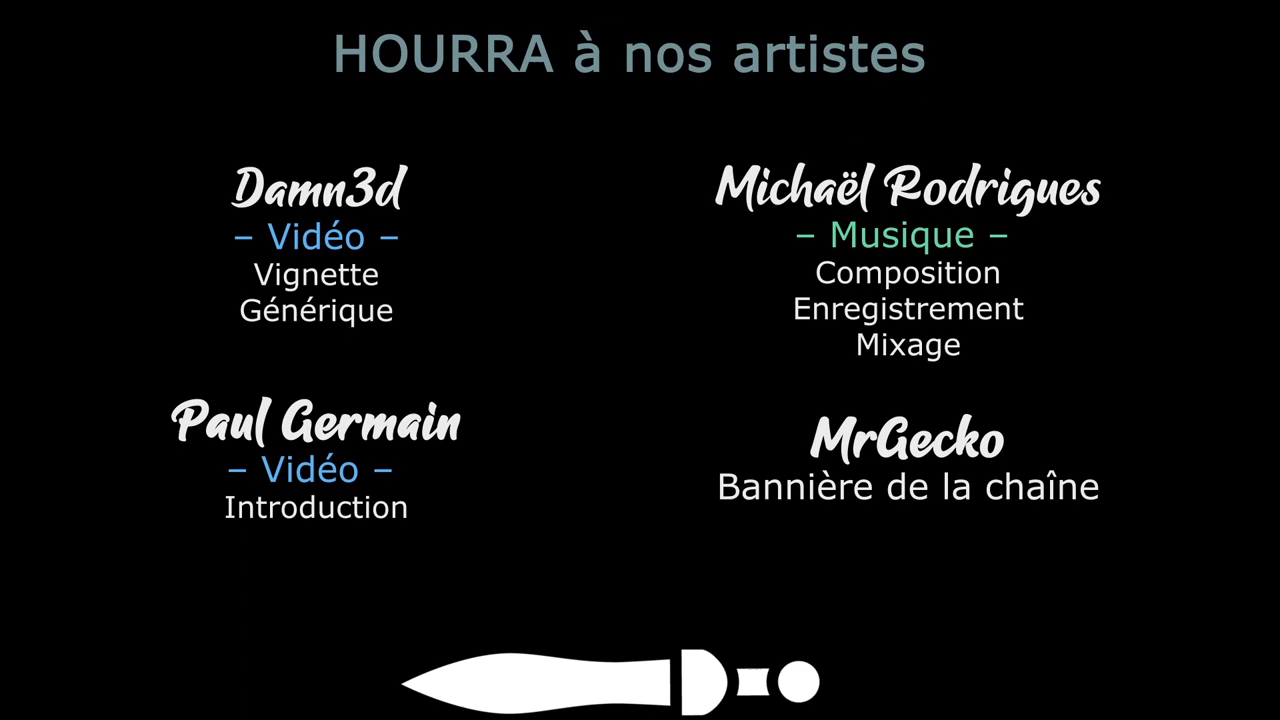 HOURRA à nos artistes
Damn3d
– Vidéo –
Vignette
Générique
Michaël Rodrigues
– Musique –
Composition
Enregistrement
Mixage
Paul Germain
– Vidéo –
Introduction
MrGecko
Bannière de la chaîne